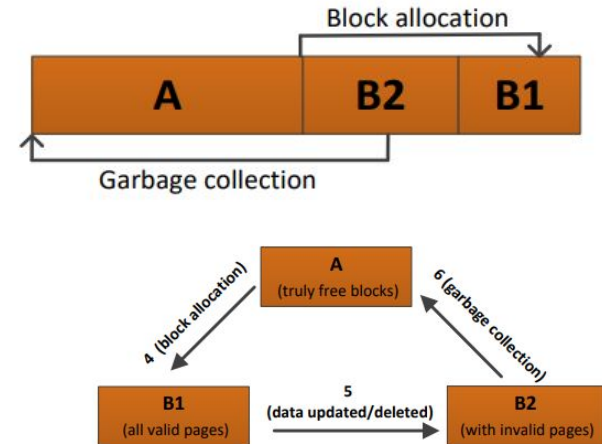 Block allocation
A
B2
B1
Garbage collection
A
(truly free blocks)
4 (block allocation)
6 (garbage collection)
B1
(all valid pages)
5
(data updated/deleted)
B2
(with invalid pages)